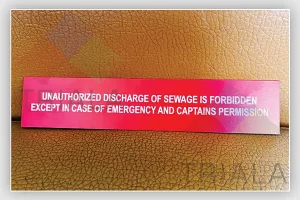 UNAUTHORIZED DISCHARGE OF SEWAGE IS FORBIDDEN
EXCEPT IN CASE OF EMERGENCY AND CAPTAINS PERMISSION